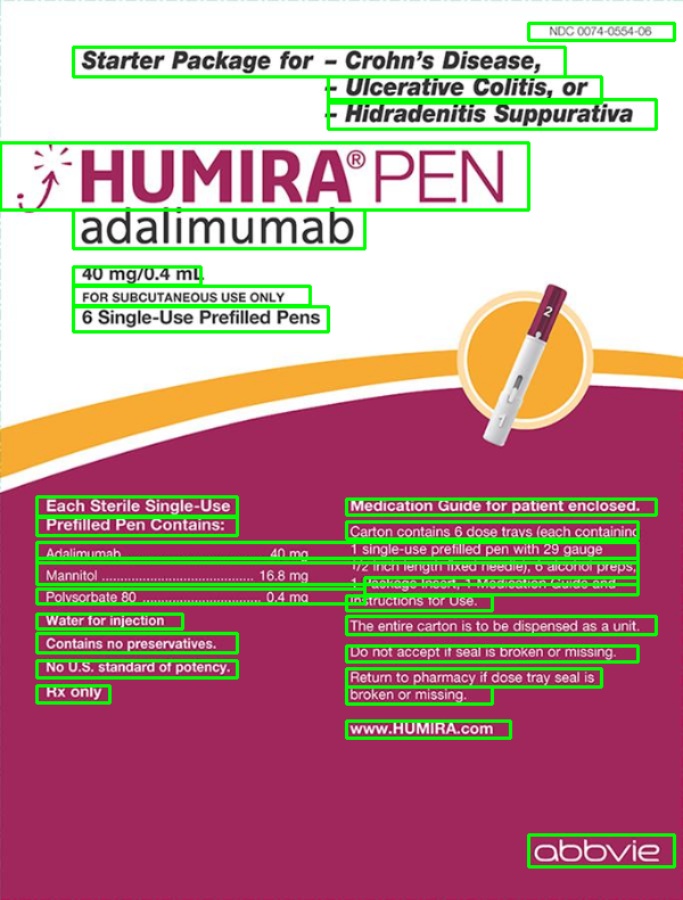 NDC 0074-0554-06
Starter Package for – Crohn's Disease,
– Ulcerative Colitis, or
– Hidradenitis Suppurativa
HUMIRA® PEN
adalimumab
40 mg/0.4 mL
FOR SUBCUTANEOUS USE ONLY
6 Single-Use Prefilled Pens
2
1
Each Sterile Single-Use
Prefilled Pen Contains:
Adalimumab ........................ 40 mg
Mannitol ........................................ 16.8 mg
Polysorbate 80 ............................... 0.4 mg
Water for injection
Contains no preservatives.
No U.S. standard of potency.
Rx only
Medication Guide for patient enclosed.
Carton contains 6 dose trays (each containing
1 single-use prefilled pen with 29 gauge
1/2 inch length fixed needle), 6 alcohol preps,
1 Package Insert, 1 Medication Guide and
Instructions for Use.
The entire carton is to be dispensed as a unit.
Do not accept if seal is broken or missing.
Return to pharmacy if dose tray seal is
broken or missing.
www.HUMIRA.com
abbvie